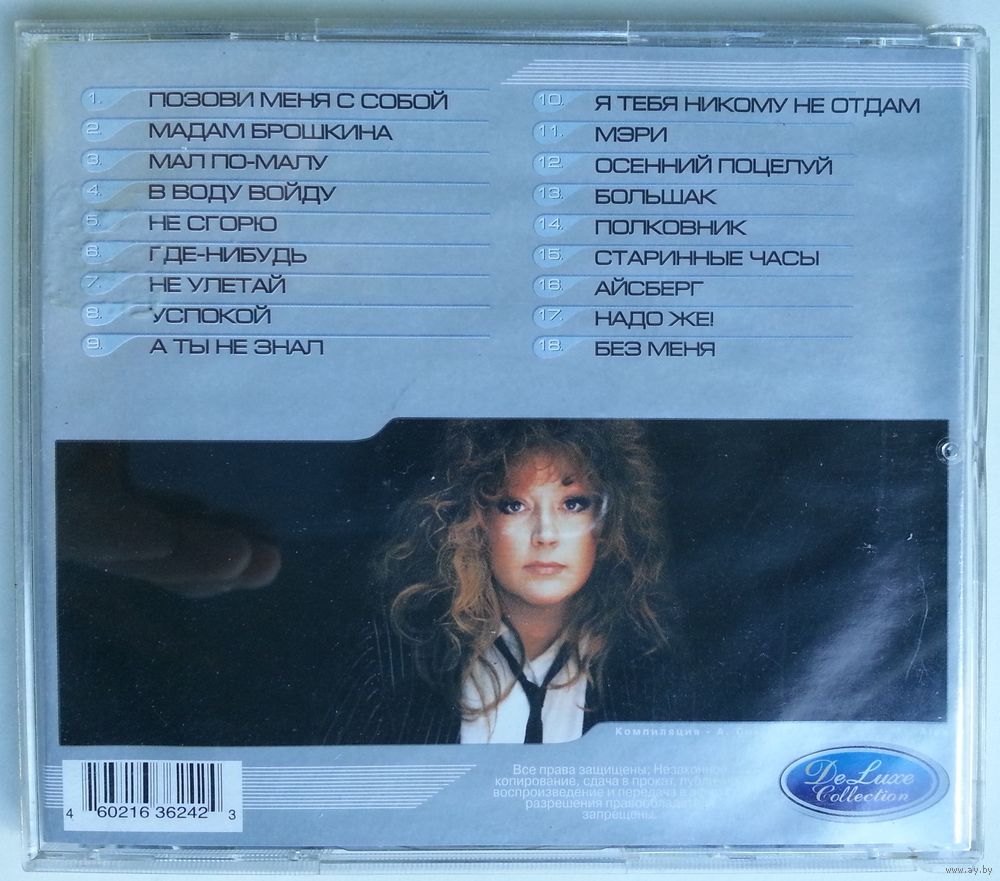 1. ПОЗОВИ МЕНЯ С СОБОЙ
2. МАДАМ БРОШКИНА
3. МАЛ ПО-МАЛУ
4. В ВОДУ ВОЙДУ
5. НЕ СГОРЮ
6. ГДЕ-НИБУДЬ
7. НЕ УЛЕТАЙ
8. УСПОКОЙ
9. А ТЫ НЕ ЗНАЛ
10. Я ТЕБЯ НИКОМУ НЕ ОТДАМ
11. МЭРИ
12. ОСЕННИЙ ПОЦЕЛУЙ
13. БОЛЬШАК
14. ПОЛКОВНИК
15. СТАРИННЫЕ ЧАСЫ
16. АЙСБЕРГ
17. НАДО ЖЕ!
18. БЕЗ МЕНЯ
Компиляция - А.
Все права защищены; Незаконное
копирование, сдача в прокат,
воспроизведение и передача в
разрешения
запрещены.
DeLuxe
Collection
4 60216 36242 3
www.ay.by